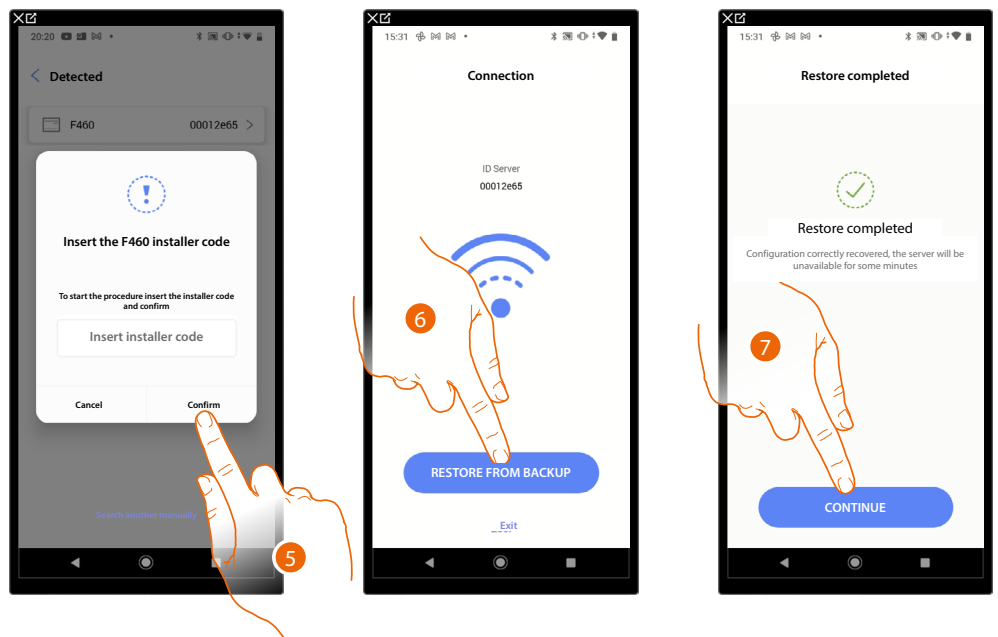 20:20
Detected
F460 00012e65
Insert the F460 installer code
To start the procedure insert the installer code
and confirm
Insert installer code
Cancel Confirm
Search another manually
5
15:31
Connection
ID Server
00012e65
6
RESTORE FROM BACKUP
Exit
15:31
Restore completed
Restore completed
Configuration correctly recovered, the server will be
unavailable for some minutes
7
CONTINUE